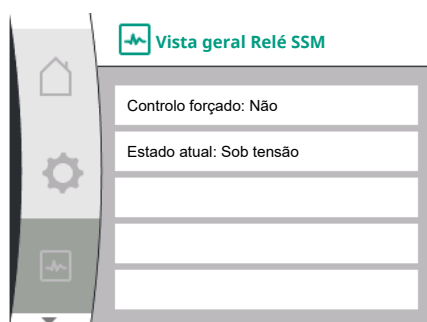 Vista geral Relé SSM
Controlo forçado: Não
Estado atual: Sob tensão